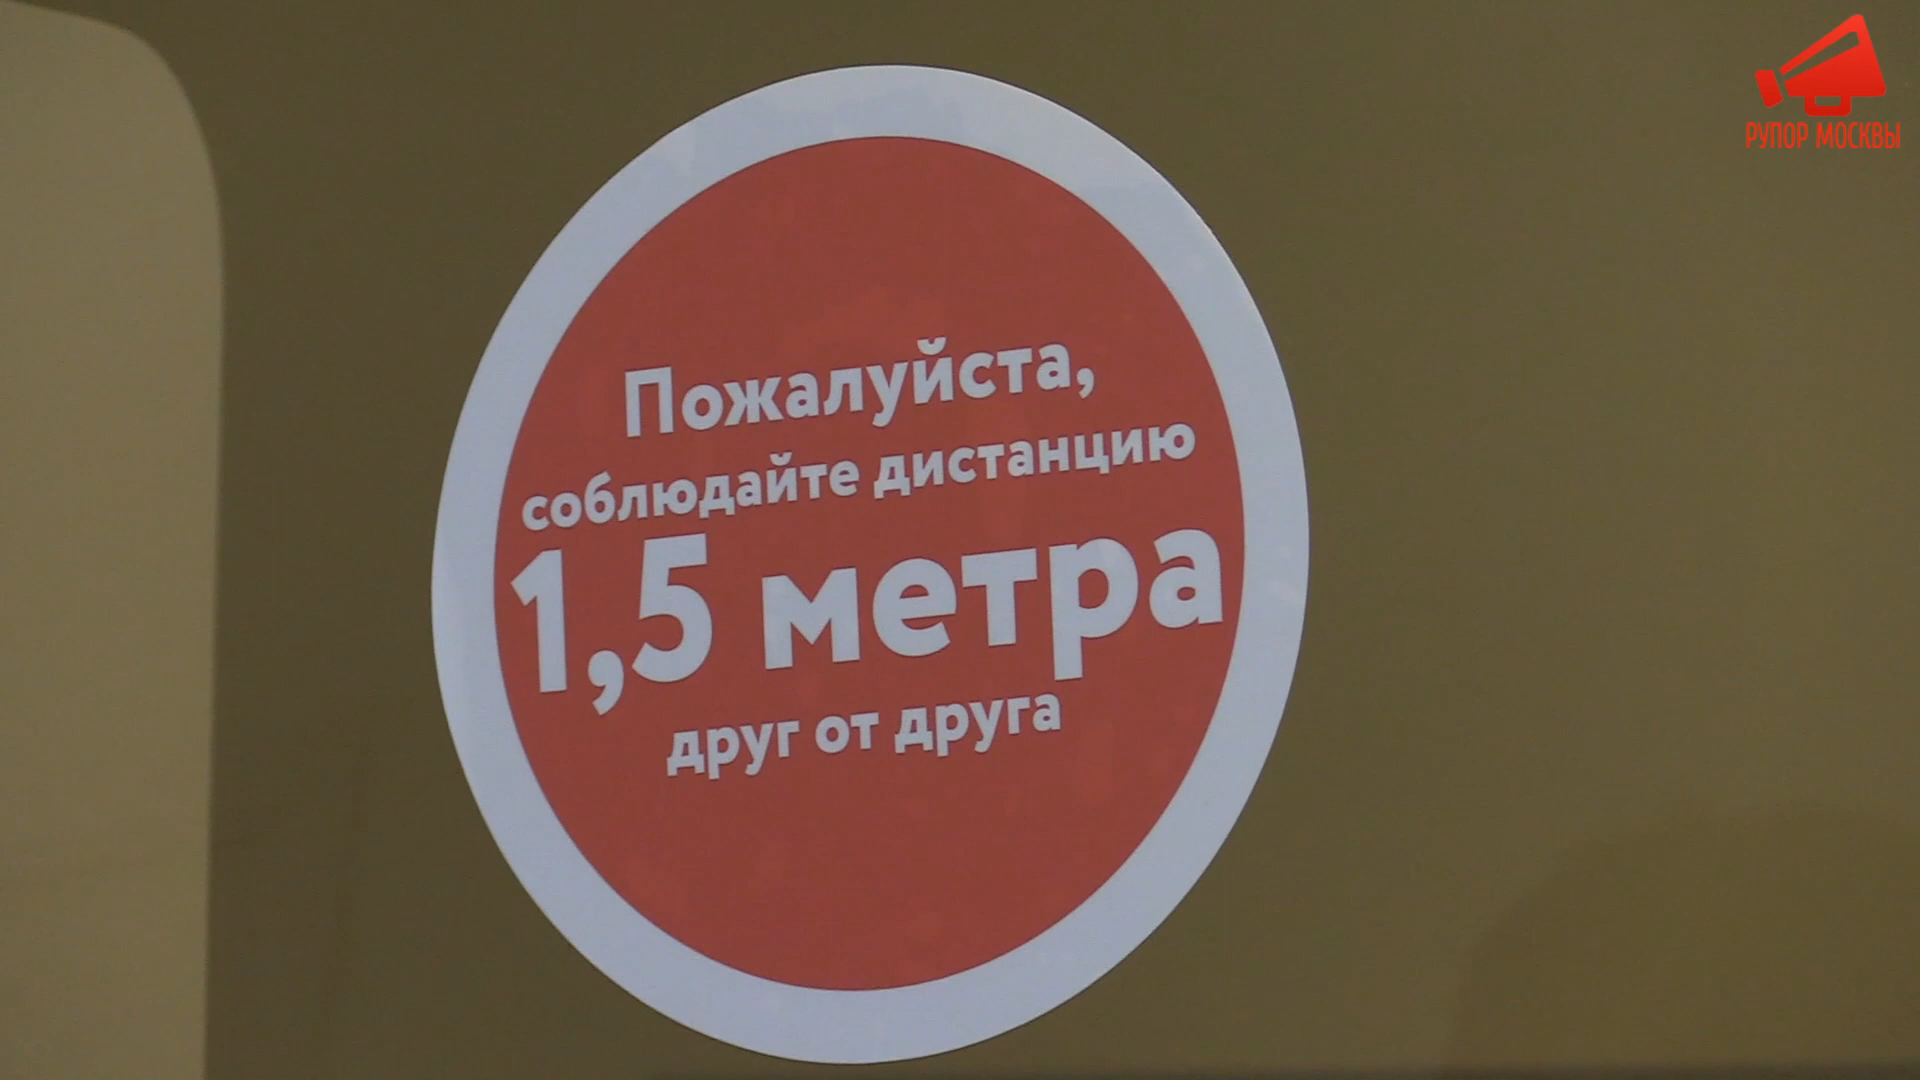 РУПОР МОСКВЫ
Пожалуйста,
соблюдайте дистанцию
1,5 метра
друг от друга